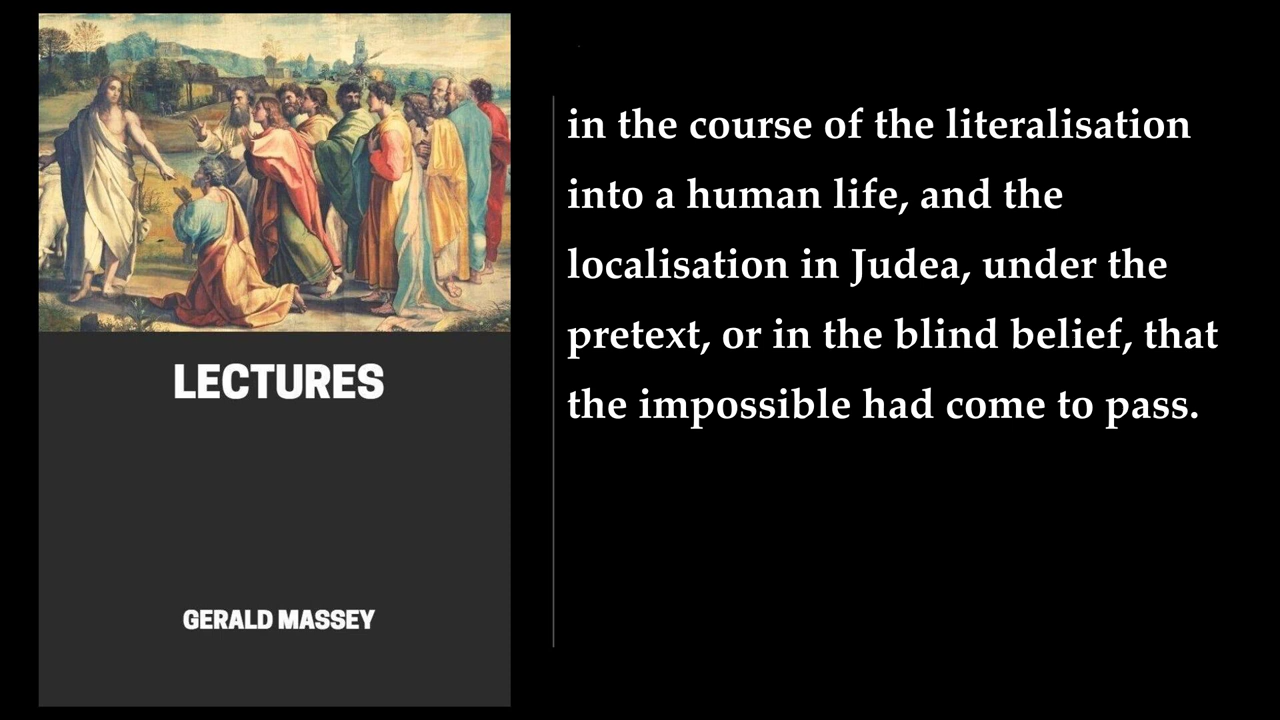 LECTURES
GERALD MASSEY
in the course of the literalisation
into a human life, and the
localisation in Judea, under the
pretext, or in the blind belief, that
the impossible had come to pass.